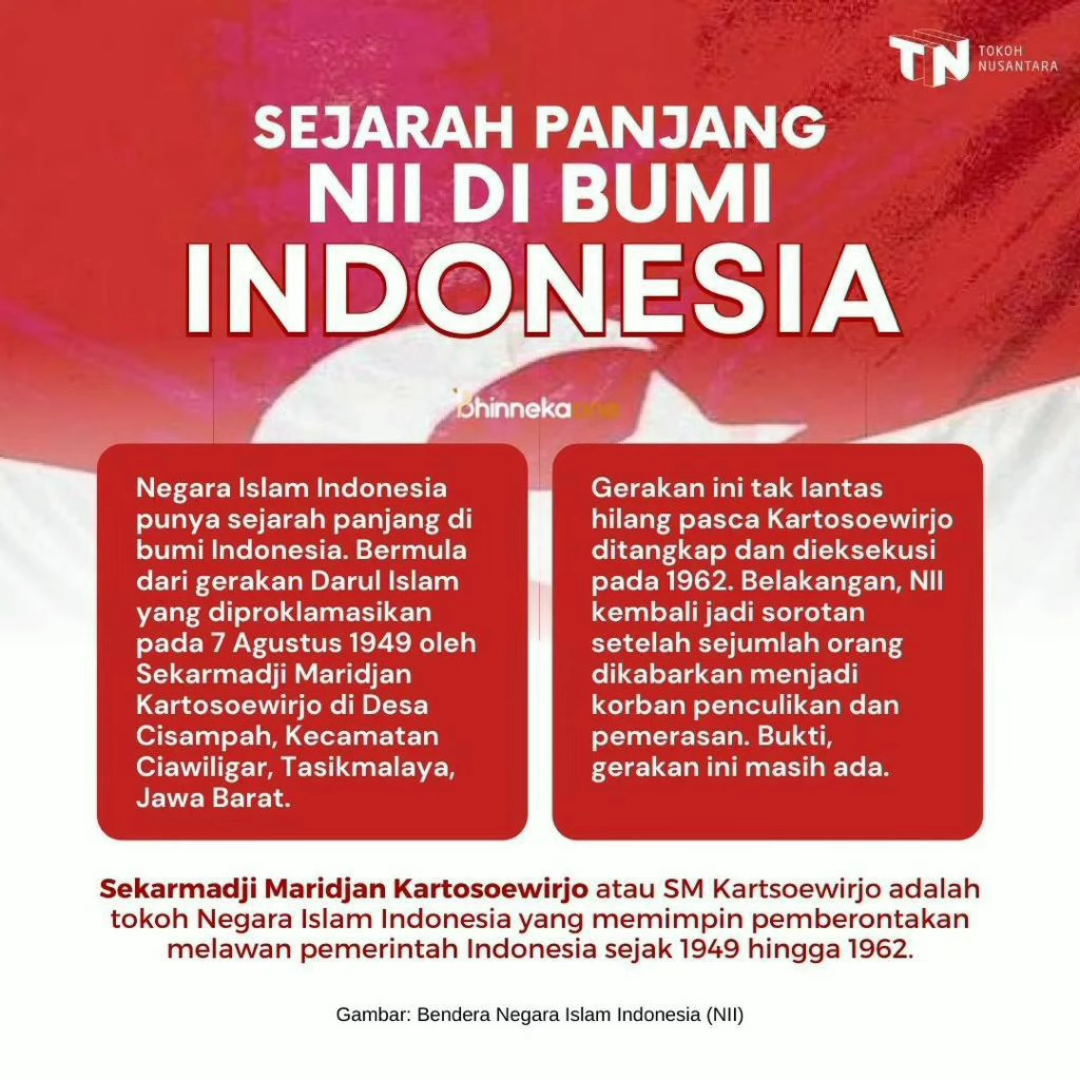 TN TOKOH
NUSANTARA
SEJARAH PANJANG
NII DI BUMI
INDONESIA
bhinneka
Negara Islam Indonesia
punya sejarah panjang di
bumi Indonesia. Bermula
dari gerakan Darul Islam
yang diproklamasikan
pada 7 Agustus 1949 oleh
Sekarmadji Maridjan
Kartosoewirjo di Desa
Cisampah, Kecamatan
Ciawiligar, Tasikmalaya,
Jawa Barat.
Gerakan ini tak lantas
hilang pasca Kartosoewirjo
ditangkap dan dieksekusi
pada 1962. Belakangan, NII
kembali jadi sorotan
setelah sejumlah orang
dikabarkan menjadi
korban penculikan dan
pemerasan. Bukti,
gerakan ini masih ada.
Sekarmadji Maridjan Kartosoewirjo atau SM Kartsoewirjo adalah
tokoh Negara Islam Indonesia yang memimpin pemberontakan
melawan pemerintah Indonesia sejak 1949 hingga 1962.
Gambar: Bendera Negara Islam Indonesia (NII)